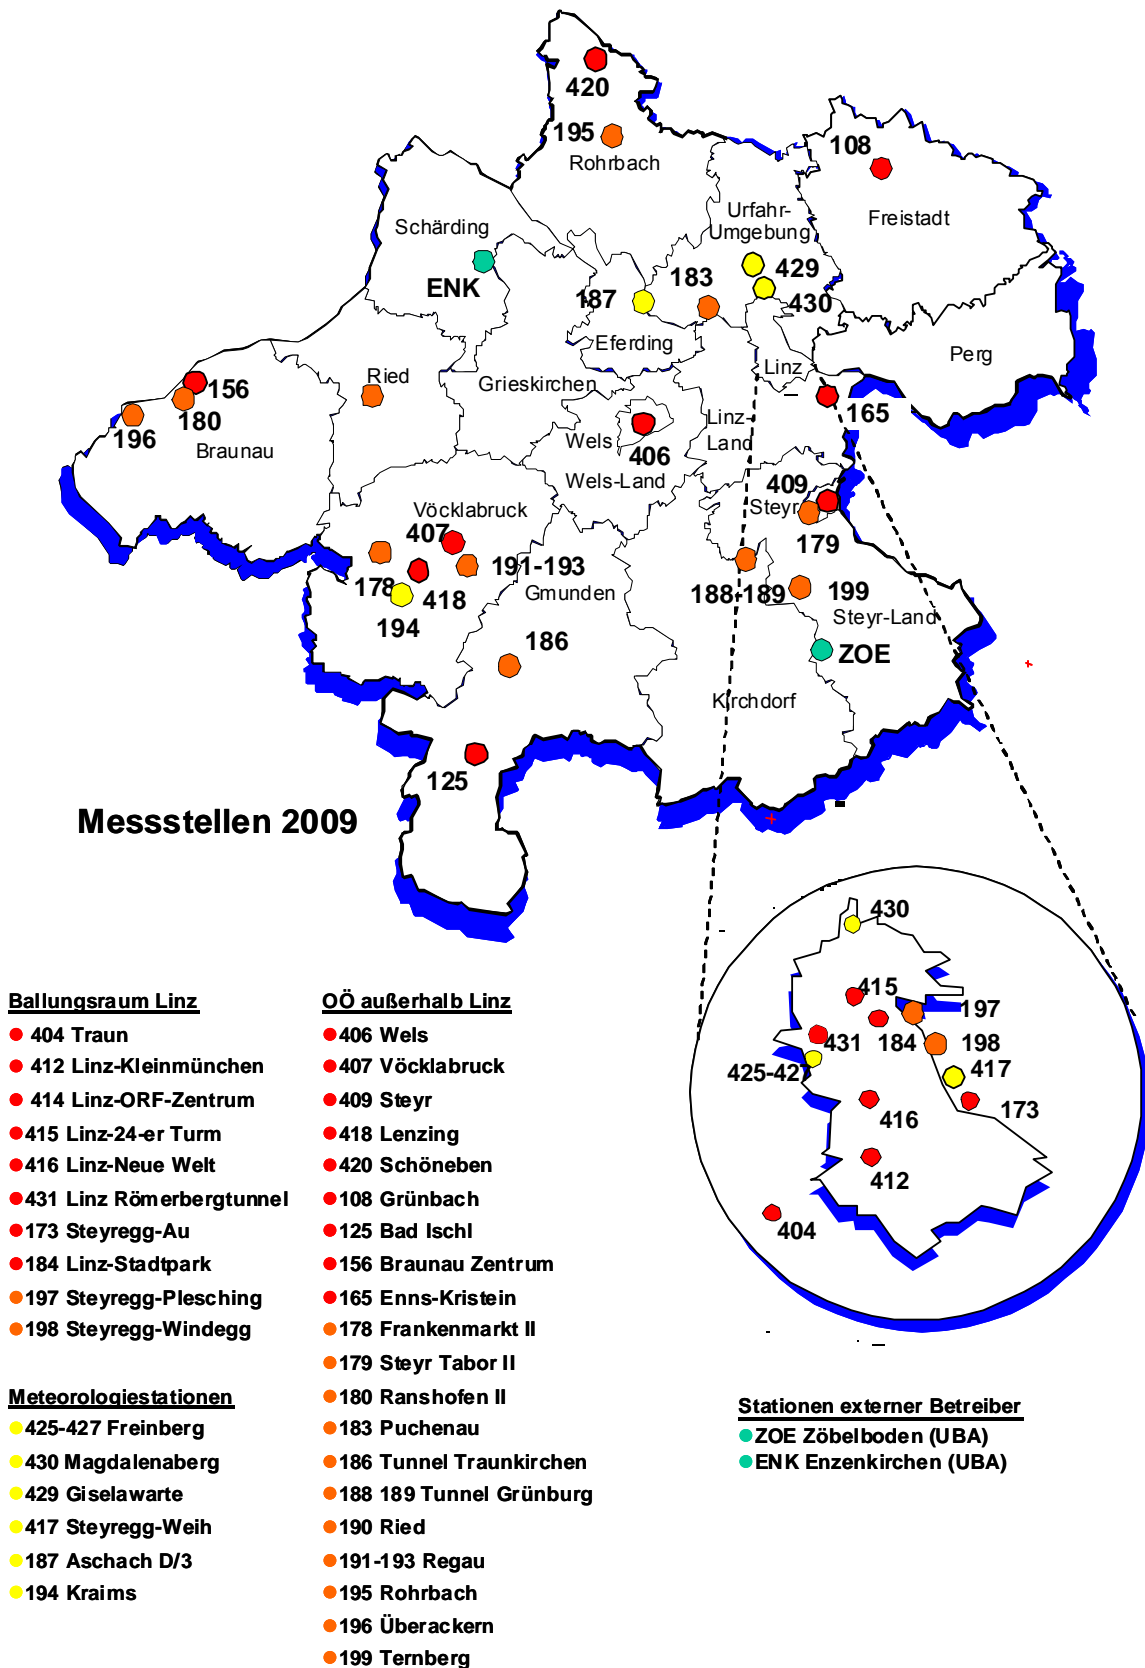 420
195
Rohrbach
108
Freistadt
Urfahr-
Umgebung
Schärding
ENK
429
430
183
187
Eferding
Perg
Linz
Grieskirchen
Ried
156
180
196
Braunau
165
Linz-
Land
Wels
406
Wels-Land
409
Steyr
179
Vöcklabruck
407
191-193
178
418
194
Gmunden
188-189
199
Steyr-Land
186
ZOE
Kirchdorf
125
Messstellen 2009
430
415
197
431
184
198
425-427
417
173
416
412
404
Ballungsraum Linz
404 Traun
412 Linz-Kleinmünchen
414 Linz-ORF-Zentrum
415 Linz-24-er Turm
416 Linz-Neue Welt
431 Linz Römerbergtunnel
173 Steyregg-Au
184 Linz-Stadtpark
197 Steyregg-Plesching
198 Steyregg-Windegg
Meteorologiestationen
425-427 Freinberg
430 Magdalenaberg
429 Giselawarte
417 Steyregg-Weih
187 Aschach D/3
194 Kraims
OÖ außerhalb Linz
406 Wels
407 Vöcklabruck
409 Steyr
418 Lenzing
420 Schöneben
108 Grünbach
125 Bad Ischl
156 Braunau Zentrum
165 Enns-Kristein
178 Frankenmarkt II
179 Steyr Tabor II
180 Ranshofen II
183 Puchenau
186 Tunnel Traunkirchen
188 189 Tunnel Grünburg
190 Ried
191-193 Regau
195 Rohrbach
196 Überackern
199 Ternberg
Stationen externer Betreiber
ZOE Zöbelboden (UBA)
ENK Enzenkirchen (UBA)